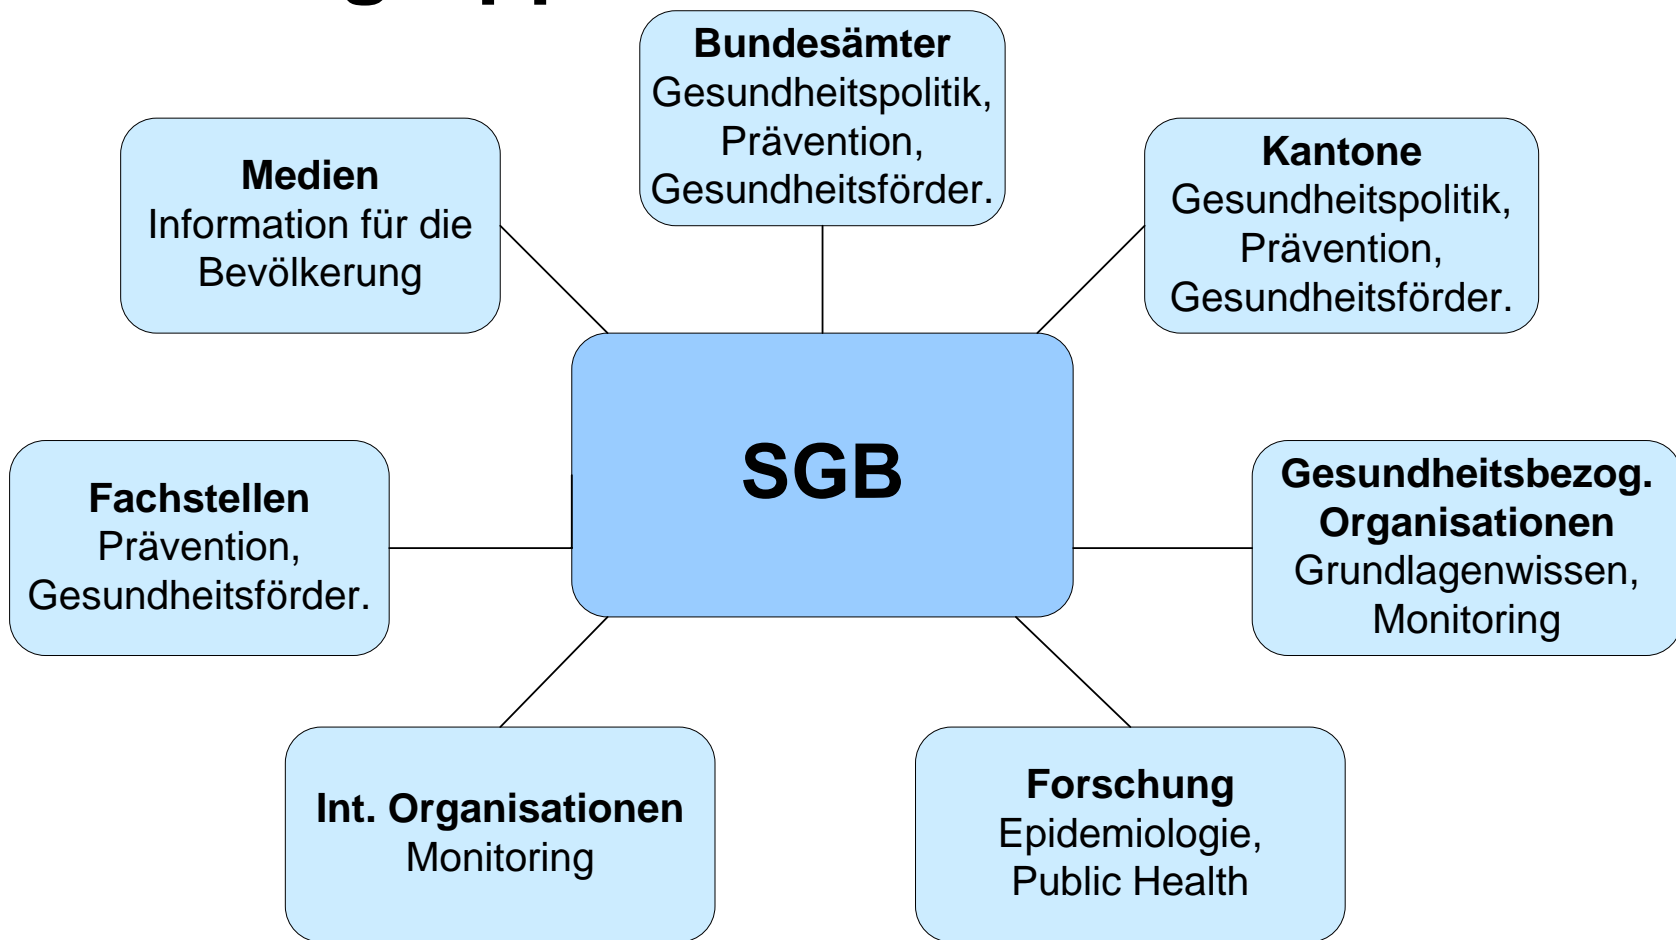 Bundesämter
Gesundheitspolitik,
Prävention,
Gesundheitsförder.
Medien
Information für die
Bevölkerung
Kantone
Gesundheitspolitik,
Prävention,
Gesundheitsförder.
SGB
Fachstellen
Prävention,
Gesundheitsförder.
Gesundheitsbezog.
Organisationen
Grundlagenwissen,
Monitoring
Int. Organisationen
Monitoring
Forschung
Epidemiologie,
Public Health